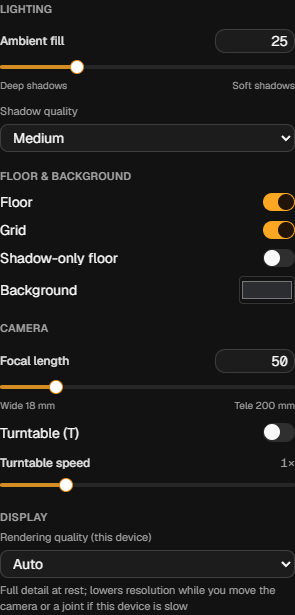 LIGHTING
Ambient fill 25
Deep shadows Soft shadows
Shadow quality
Medium
FLOOR & BACKGROUND
Floor
Grid
Shadow-only floor
Background
CAMERA
Focal length 50
Wide 18 mm Tele 200 mm
Turntable (T)
Turntable speed 1×
DISPLAY
Rendering quality (this device)
Auto
Full detail at rest; lowers resolution while you move the
camera or a joint if this device is slow